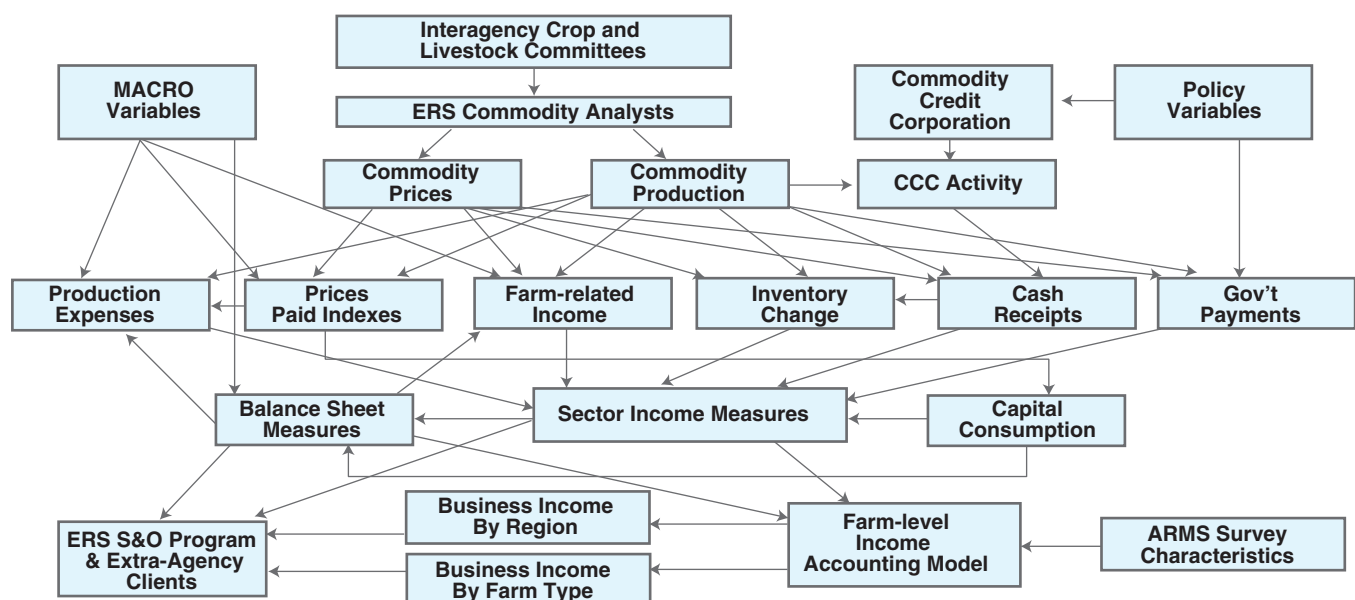 Interagency Crop and
Livestock Committees
MACRO
Variables
Commodity
Credit
Corporation
Policy
Variables
ERS Commodity Analysts
Commodity
Prices
Commodity
Production
CCC Activity
Production
Expenses
Prices
Paid Indexes
Farm-related
Income
Inventory
Change
Cash
Receipts
Gov't
Payments
Balance Sheet
Measures
Sector Income Measures
Capital
Consumption
ERS S&O Program
& Extra-Agency
Clients
Business Income
By Region
Business Income
By Farm Type
Farm-level
Income
Accounting Model
ARMS Survey
Characteristics